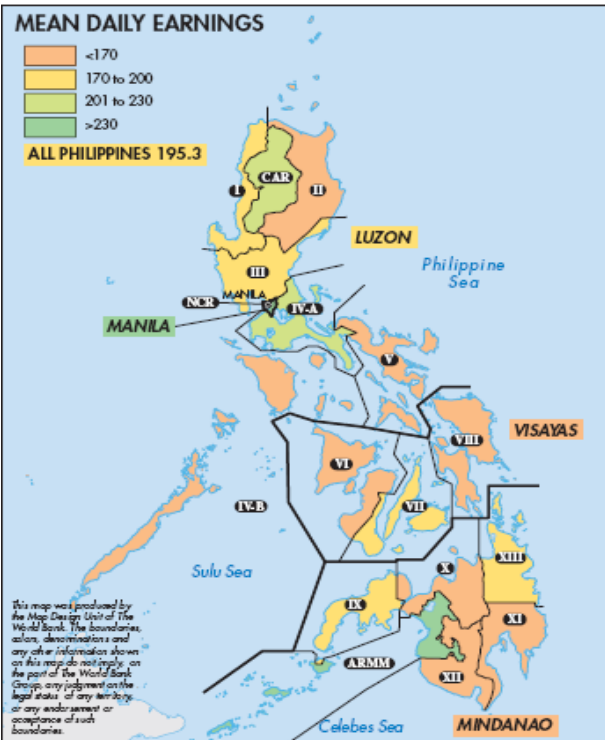 MEAN DAILY EARNINGS
<170
170 to 200
201 to 230
>230
ALL PHILIPPINES 195.3
CAR
I
II
LUZON
Philippine
Sea
III
NCR
MANILA
IV-A
MANILA
V
VISAYAS
VIII
VI
VII
IV-B
XIII
X
Sulu Sea
IX
XI
ARMM
XII
MINDANAO
Celebes Sea
This map was produced by
the Map Design Unit of The
World Bank. The boundaries,
colors, denominations and
any other information shown
on this map do not imply, on
the part of The World Bank
Group, any judgment on the
legal status of any territory,
or any endorsement or
acceptance of such
boundaries.